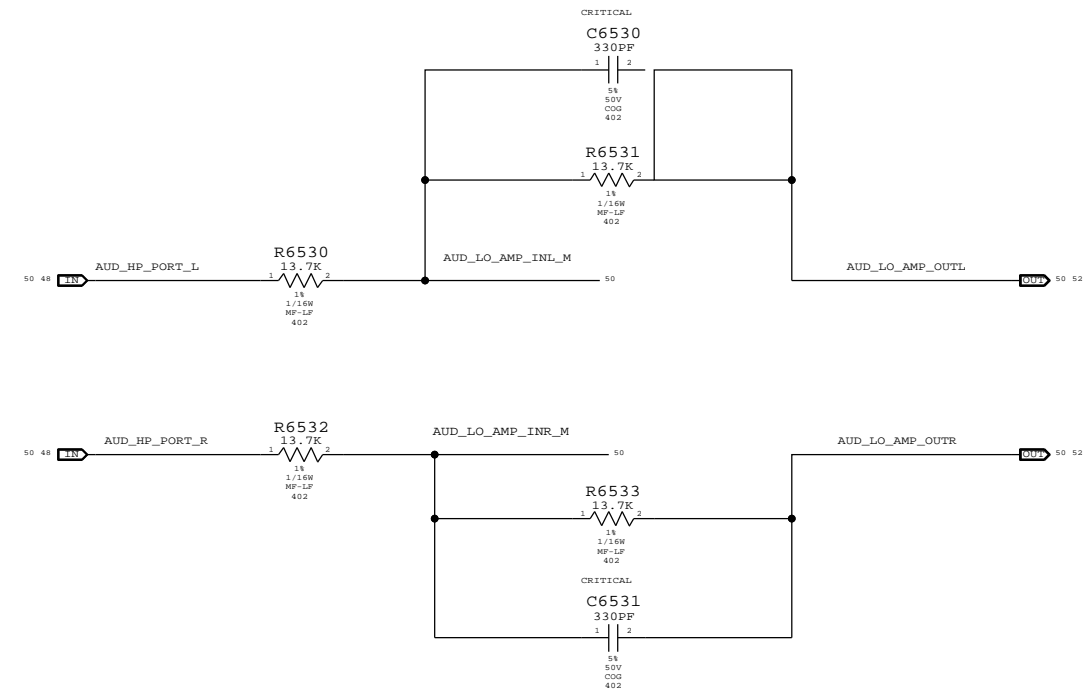 CRITICAL
C6530
330PF
1 2
5%
50V
COG
402
R6531
13.7K
1 2
1%
1/16W
MF-LF
402
R6530
AUD_HP_PORT_L
13.7K
AUD_LO_AMP_INL_M
AUD_LO_AMP_OUTL
50 48 IN
1 2
50
OUT 50 52
1%
1/16W
MF-LF
402
R6532
AUD_HP_PORT_R
13.7K
AUD_LO_AMP_INR_M
AUD_LO_AMP_OUTR
50 48 IN
1 2
50
OUT 50 52
1%
1/16W
MF-LF
402
R6533
13.7K
1 2
1%
1/16W
MF-LF
402
CRITICAL
C6531
330PF
1 2
5%
50V
COG
402